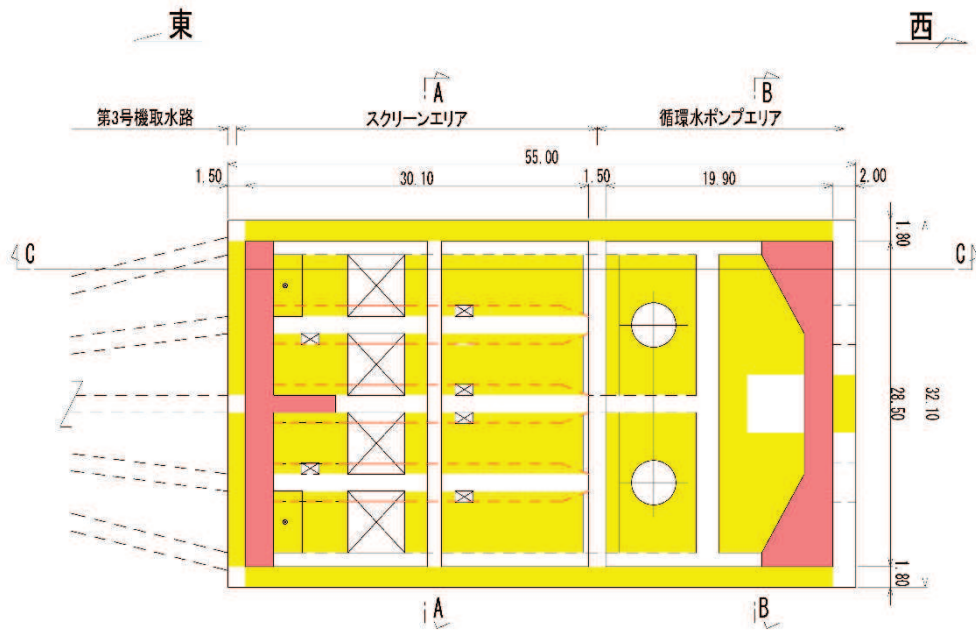 東
西
A
B
第3号機取水路
スクリーンエリア
循環水ポンプエリア
55.00
1.50
30.10
1.50
19.90
2.00
1.80
C
C
28.50
32.10
1.80
A
B